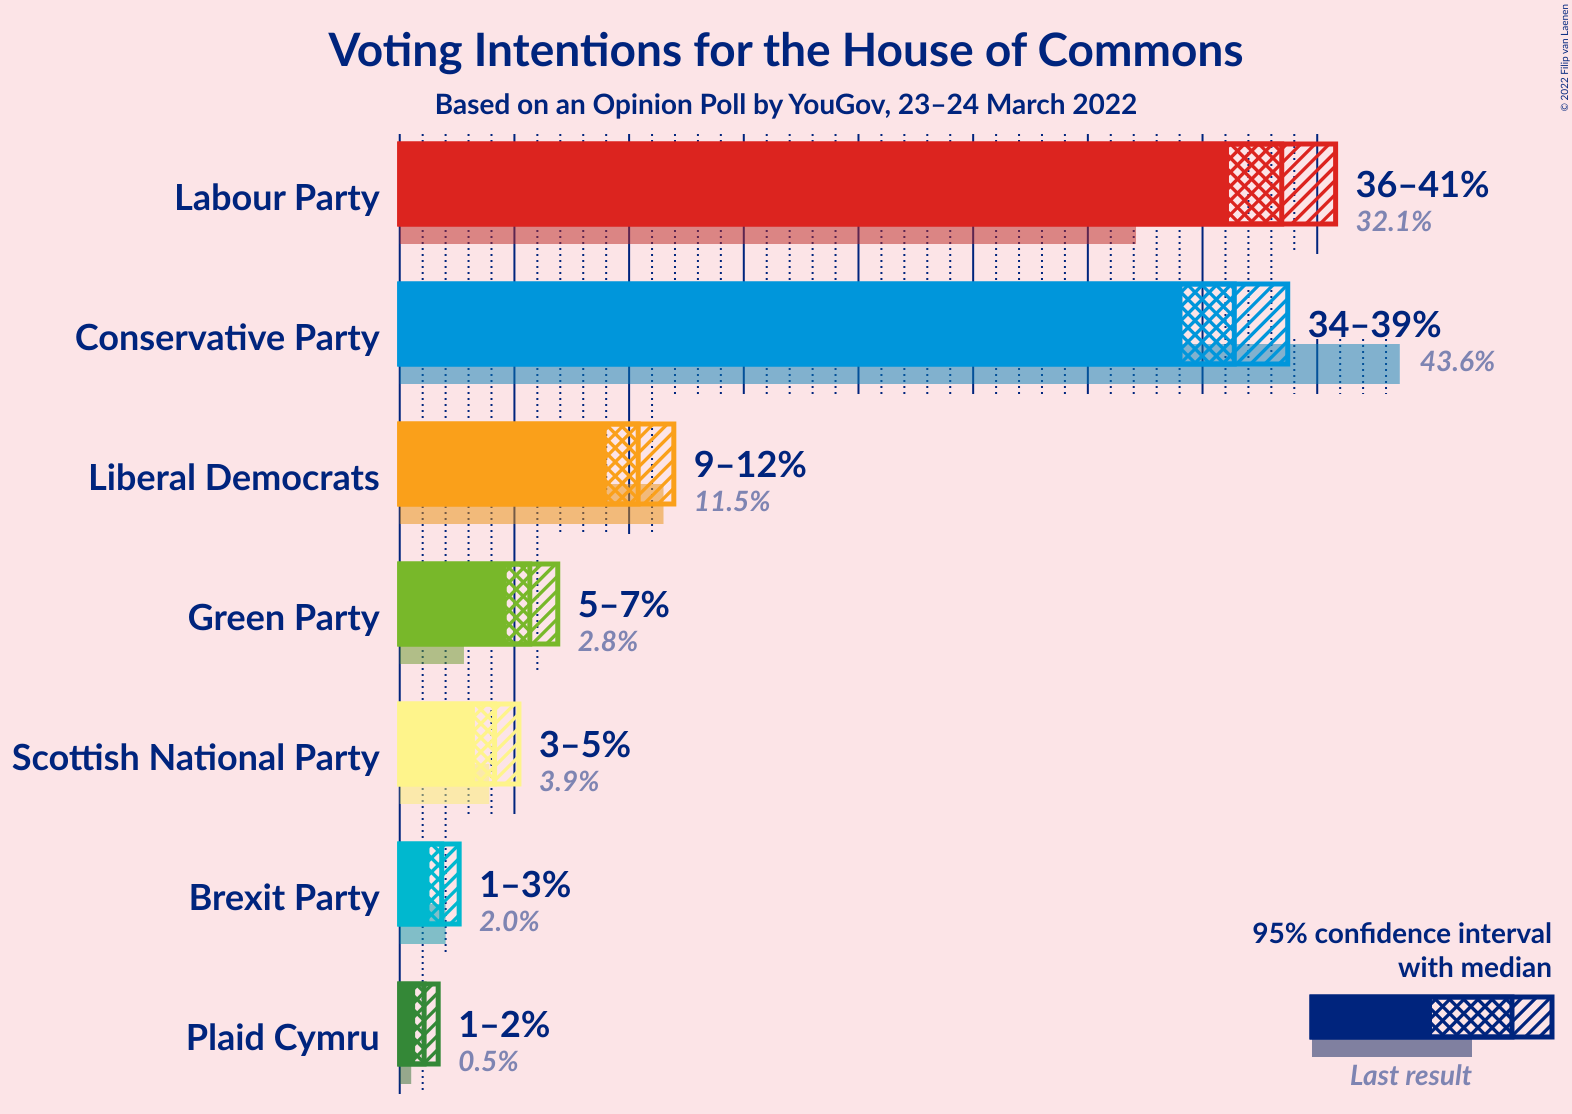 Voting Intentions for the House of Commons
Based on an Opinion Poll by YouGov, 23–24 March 2022
© 2022 Filip van Laenen
Labour Party
36–41%
32.1%
Conservative Party
34–39%
43.6%
Liberal Democrats
9–12%
11.5%
Green Party
5–7%
2.8%
Scottish National Party
3–5%
3.9%
Brexit Party
1–3%
2.0%
Plaid Cymru
1–2%
0.5%
95% confidence interval
with median
Last result